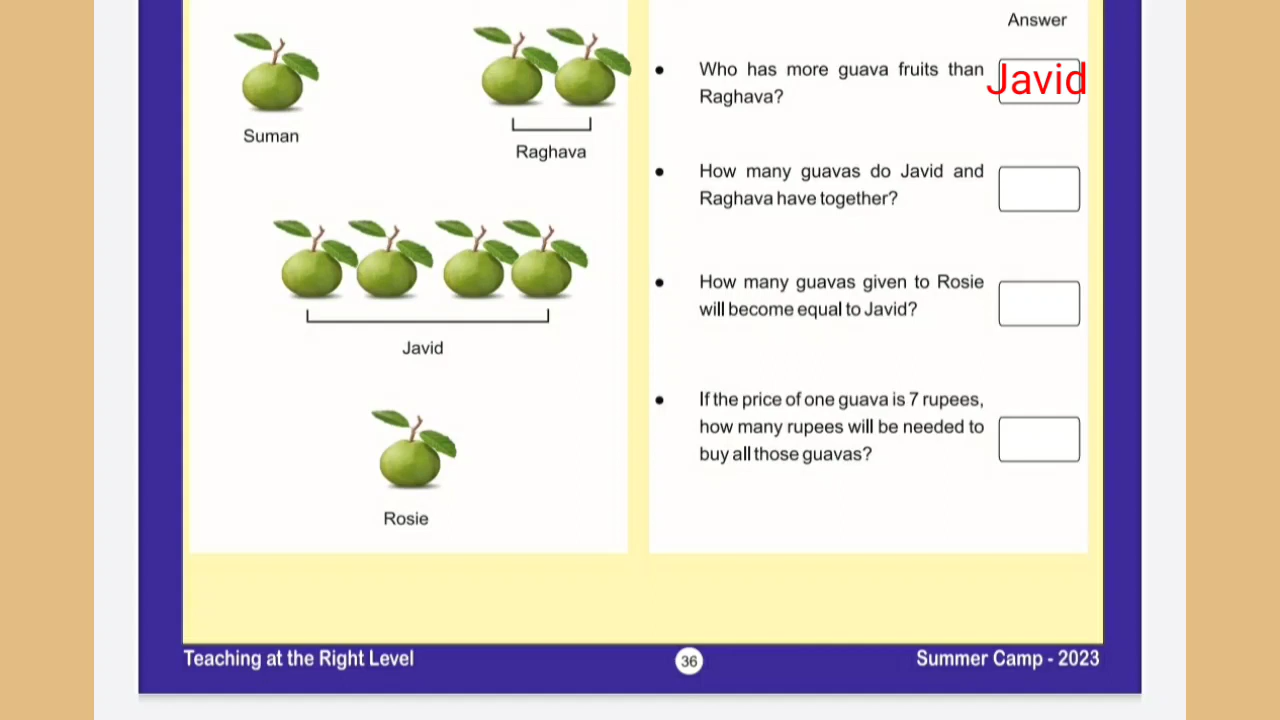 Answer
Suman
Raghava
Javid
Rosie
• Who has more guava fruits than
Raghava?
Javid
• How many guavas do Javid and
Raghava have together?
• How many guavas given to Rosie
will become equal to Javid?
• If the price of one guava is 7 rupees,
how many rupees will be needed to
buy all those guavas?
Teaching at the Right Level
36
Summer Camp - 2023